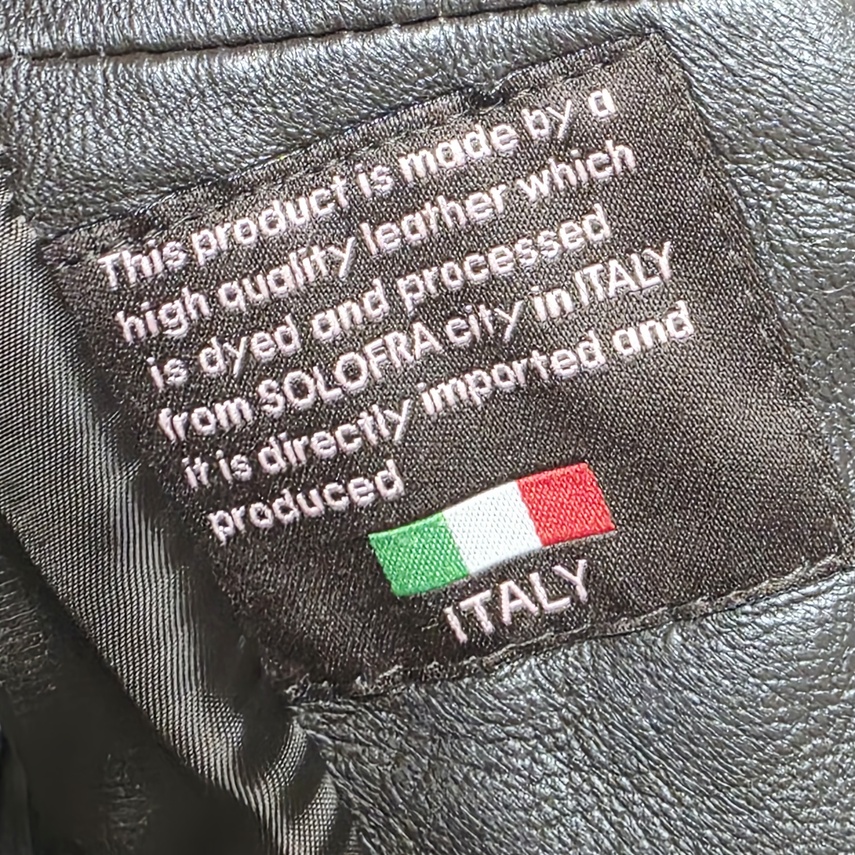 This product is made by a
high quality leather which
is dyed and processed
from SOLOFRA city in ITALY
it is directly imported and
produced
ITALY